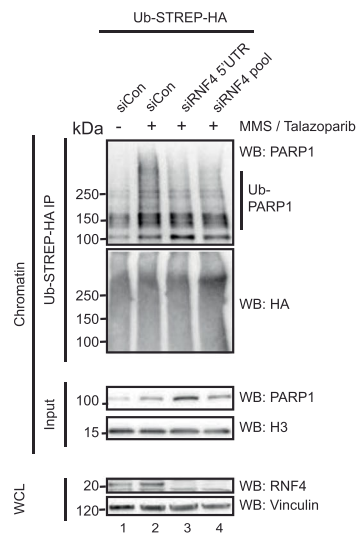 Ub-STREP-HA
siCon siCon siRNF4 5'UTR siRNF4 pool
kDa - + + + MMS / Talazoparib
WB: PARP1
Ub-
PARP1
250
150
100
WB: HA
250
150
100
Ub-STREP-HA IP
Chromatin
100 WB: PARP1
15 WB: H3
Input
20 WB: RNF4
120 WB: Vinculin
WCL
1 2 3 4